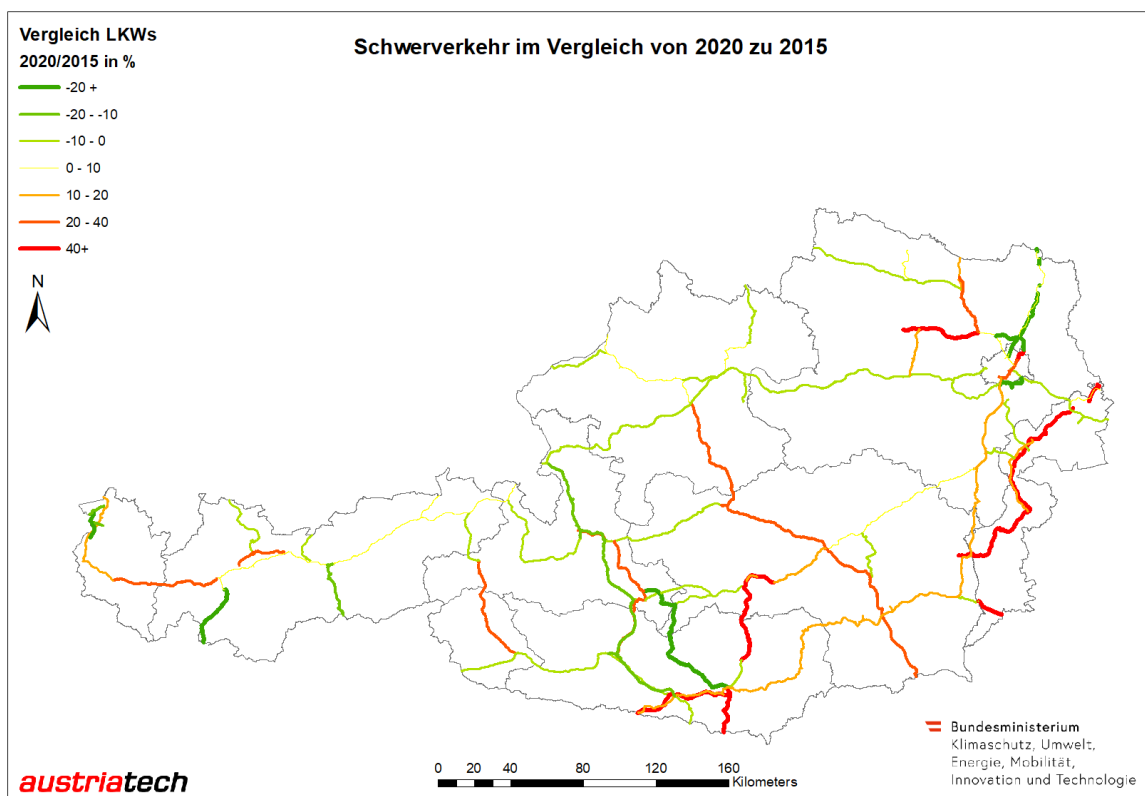 Vergleich LKWs
2020/2015 in %
-20 +
-20 - -10
-10 - 0
0 - 10
10 - 20
20 - 40
40+
N
Schwerverkehr im Vergleich von 2020 zu 2015
austriatech
0 10 20 40 80 120 160
Kilometers
Bundesministerium
Klimaschutz, Umwelt,
Energie, Mobilität,
Innovation und Technologie